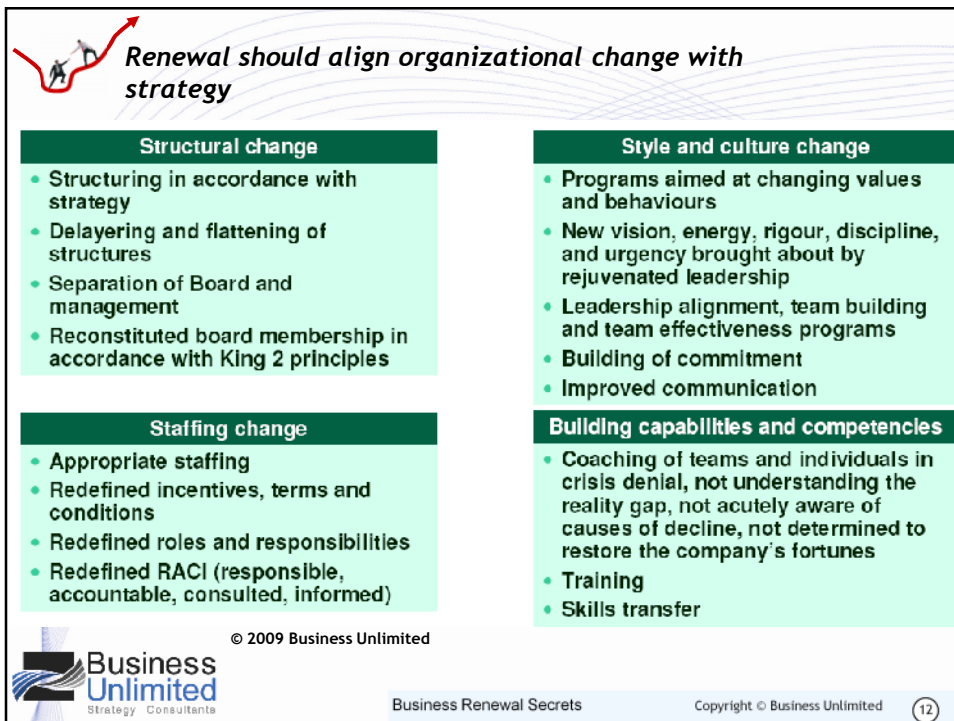 Renewal should align organizational change with
strategy
Structural change
• Structuring in accordance with
strategy
• Delayering and flattening of
structures
• Separation of Board and
management
• Reconstituted board membership in
accordance with King 2 principles
Style and culture change
• Programs aimed at changing values
and behaviours
• New vision, energy, rigour, discipline,
and urgency brought about by
rejuvenated leadership
• Leadership alignment, team building
and team effectiveness programs
• Building of commitment
• Improved communication
Staffing change
• Appropriate staffing
• Redefined incentives, terms and
conditions
• Redefined roles and responsibilities
• Redefined RACI (responsible,
accountable, consulted, informed)
Building capabilities and competencies
• Coaching of teams and individuals in
crisis denial, not understanding the
reality gap, not acutely aware of
causes of decline, not determined to
restore the company's fortunes
• Training
• Skills transfer
© 2009 Business Unlimited
Business
Unlimited
Strategy Consultants
Business Renewal Secrets
Copyright © Business Unlimited
12